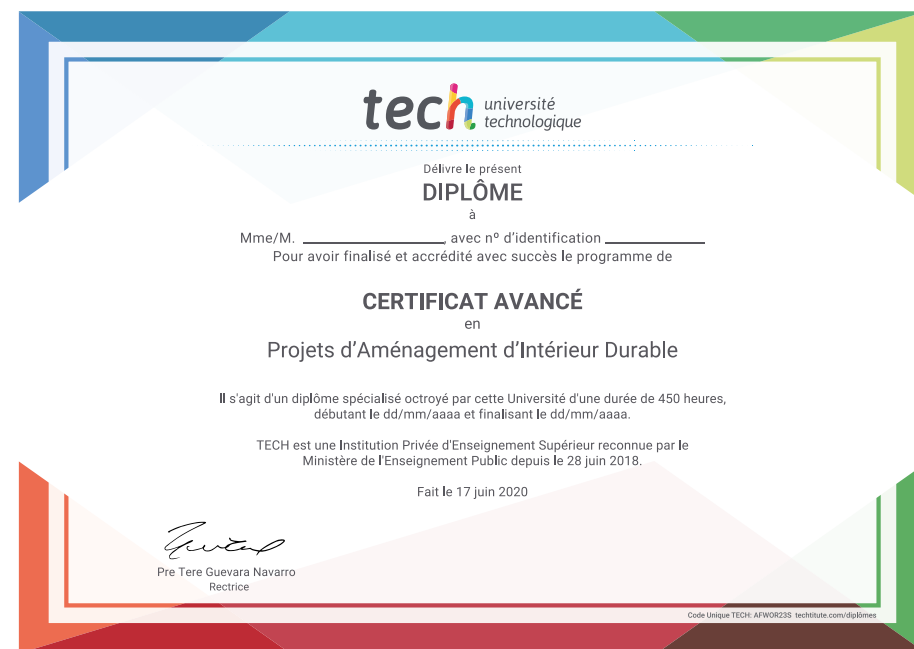 tech université
technologique
Délivre le présent
DIPLÔME
à
Mme/M. ____________________, avec nº d'identification ______________
Pour avoir finalisé et accrédité avec succès le programme de
CERTIFICAT AVANCÉ
en
Projets d'Aménagement d'Intérieur Durable
Il s'agit d'un diplôme spécialisé octroyé par cette Université d'une durée de 450 heures,
débutant le dd/mm/aaaa et finalisant le dd/mm/aaaa.
TECH est une Institution Privée d'Enseignement Supérieur reconnue par le
Ministère de l'Enseignement Public depuis le 28 juin 2018.
Fait le 17 juin 2020
Pre Tere Guevara Navarro
Rectrice
Code Unique TECH: AFWOR23S techtitute.com/diplômes